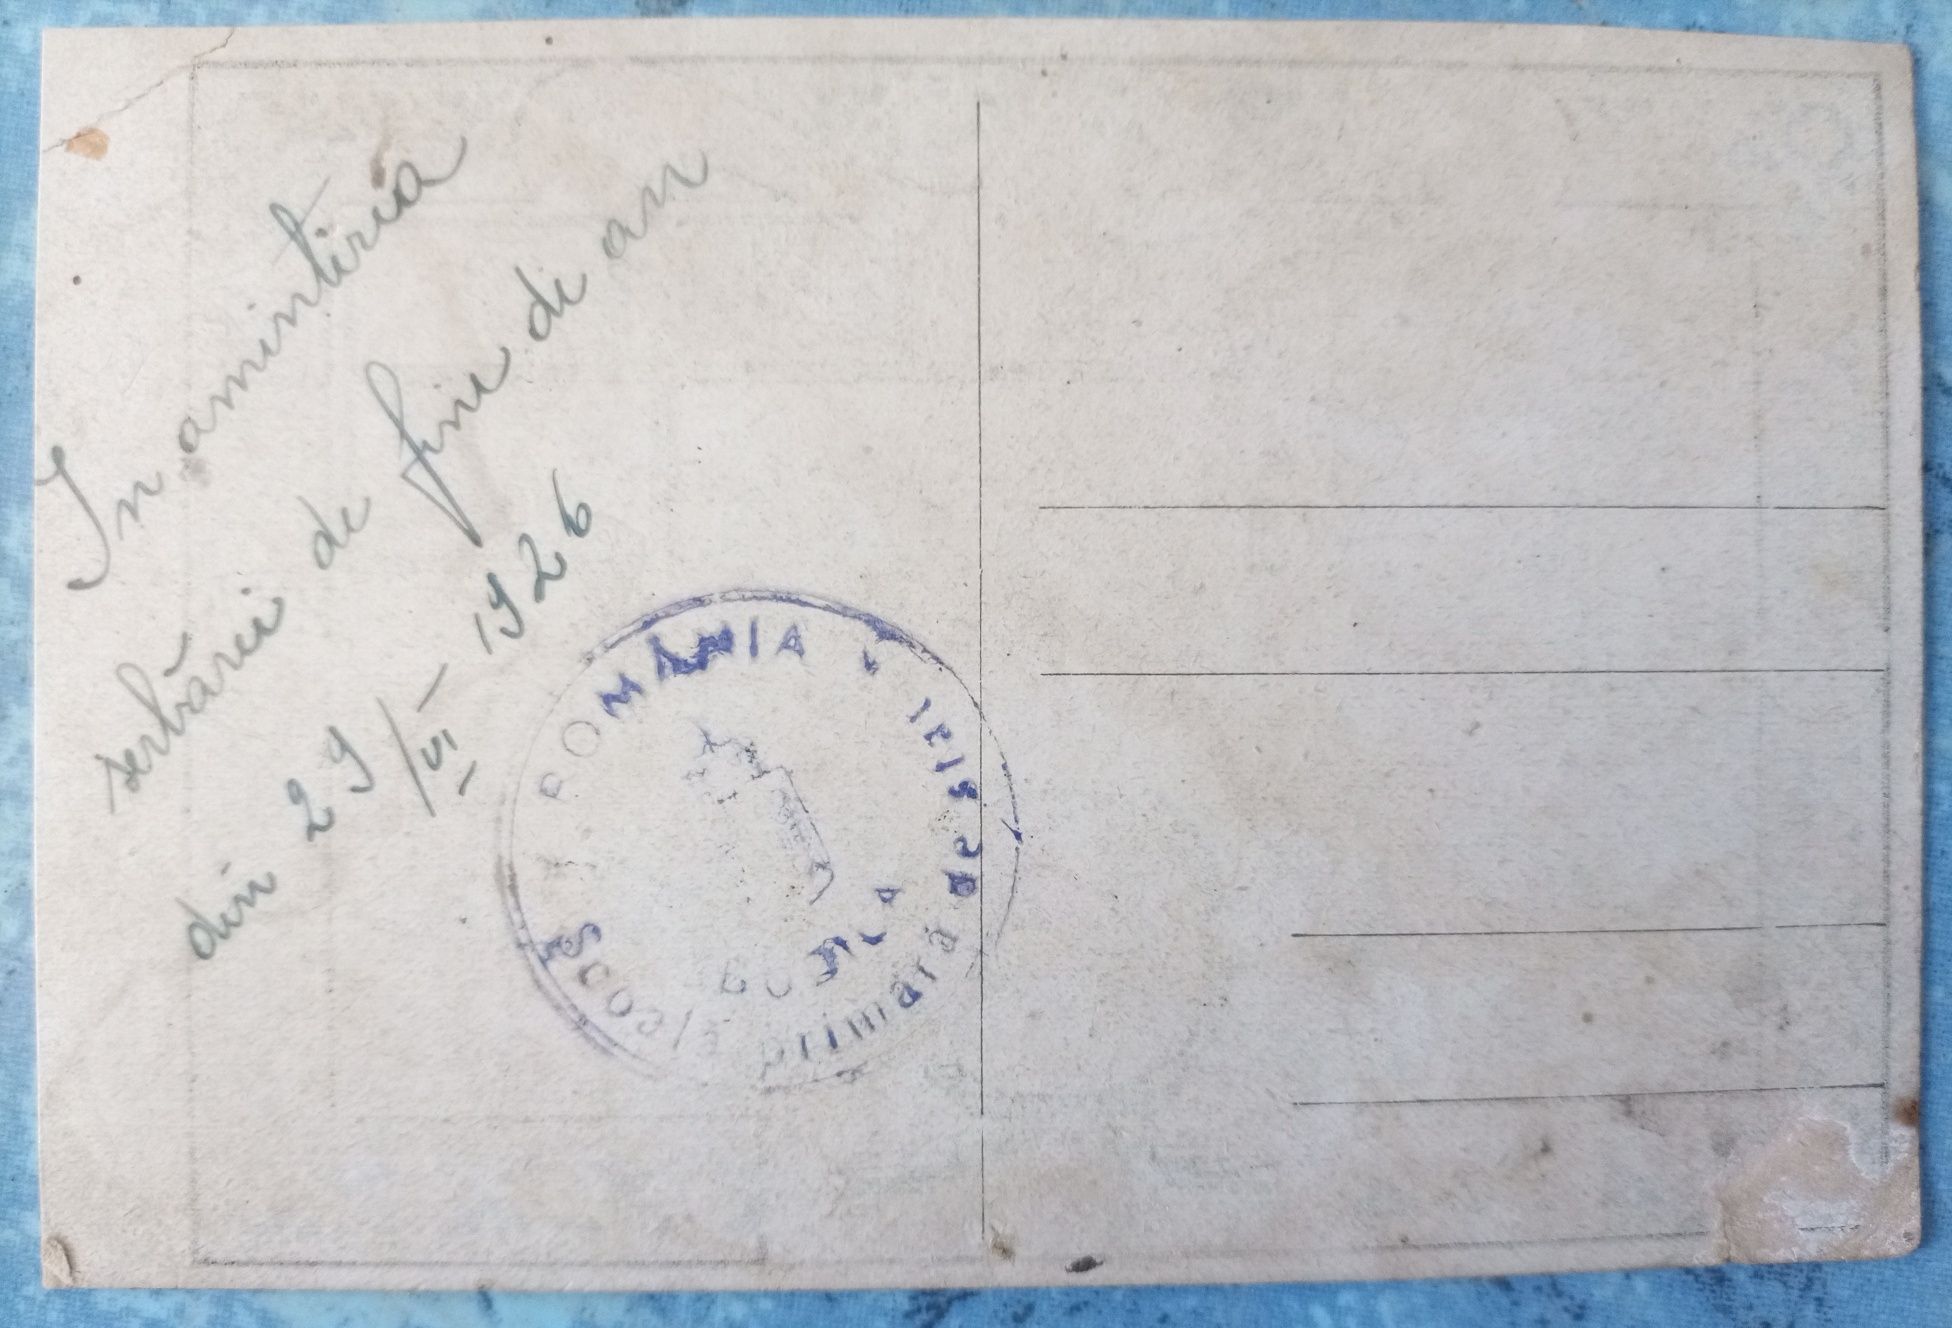 In amintirea
serbărei de fine de an
din 29/VI 1926
ROMÂNIA
Școala primară de